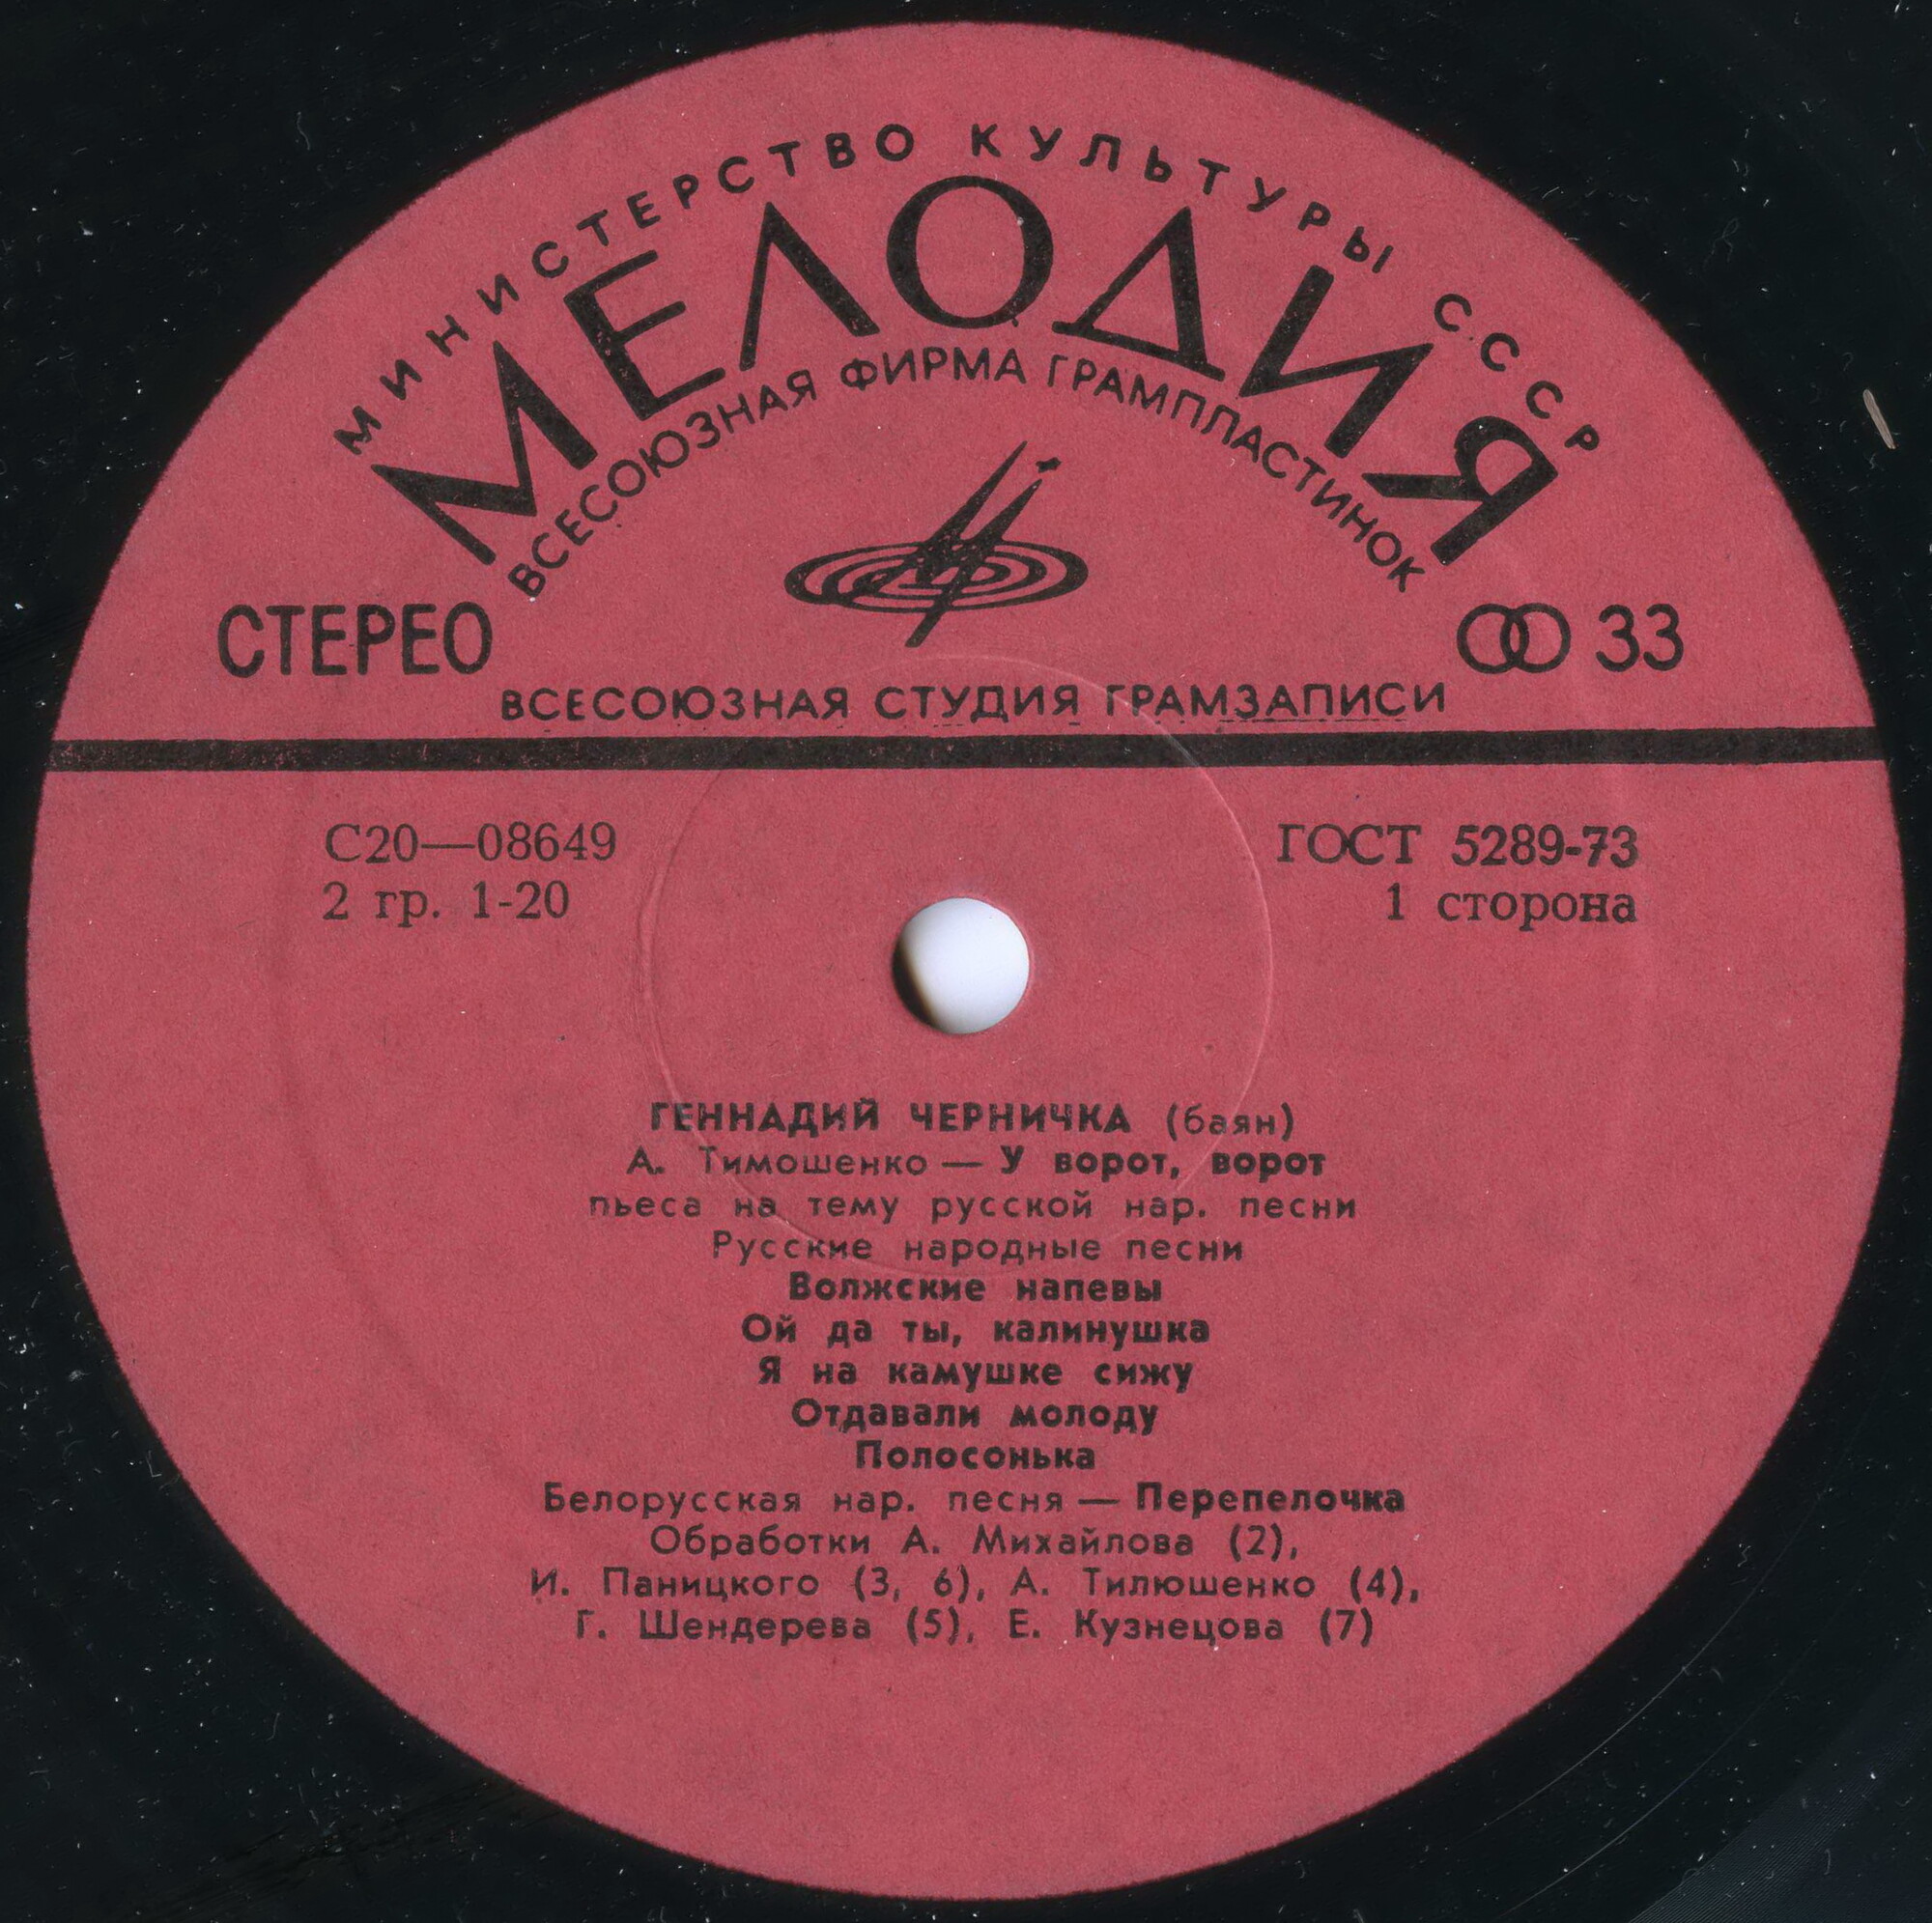 МИНИСТЕРСТВО КУЛЬТУРЫ СССР
МЕЛОДИЯ
ВСЕСОЮЗНАЯ ФИРМА ГРАМПЛАСТИНОК
СТЕРЕО
33
ВСЕСОЮЗНАЯ СТУДИЯ ГРАМЗАПИСИ
С20—08649
ГОСТ 5289-73
2 гр. 1-20
1 сторона
ГЕННАДИЙ ЧЕРНИЧКА (баян)
А. Тимошенко — У ворот, ворот
пьеса на тему русской нар. песни
Русские народные песни
Волжские напевы
Ой да ты, калинушка
Я на камушке сижу
Отдавали молоду
Полосонька
Белорусская нар. песня — Перепелочка
Обработки А. Михайлова (2),
И. Паницкого (3, 6), А. Тилюшенко (4),
Г. Шендерева (5), Е. Кузнецова (7)